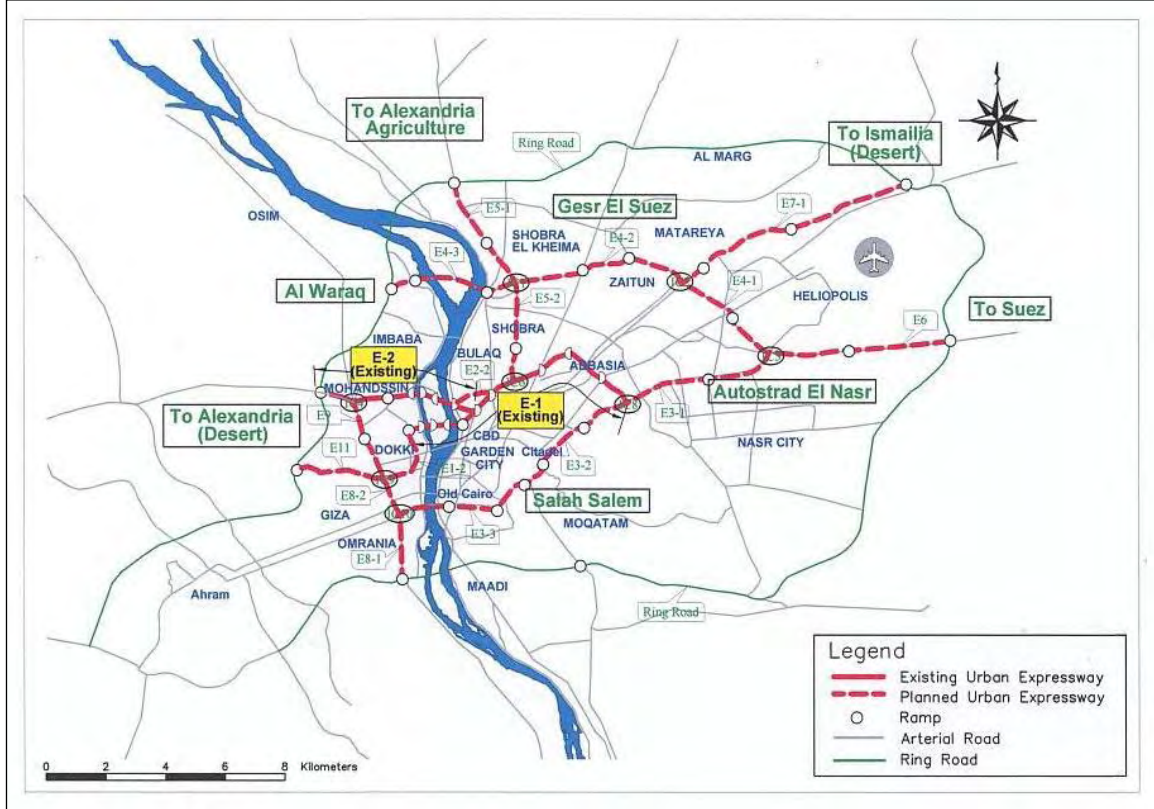 To Alexandria
Agriculture
Ring Road
AL MARG
To Ismailia
(Desert)
E5-1
Gesr El Suez
E7-1
OSIM
SHOBRA
EL KHEIMA
MATAREYA
E4-2
E4-3
ZAITUN
Al Waraq
E4-1
HELIOPOLIS
E5-2
To Suez
SHOBRA
E6
IMBABA
BULAQ
E-2
(Existing)
E2-2
ABBASIA
MOHANDSSIN
Autostrad El Nasr
E-1
(Existing)
E3-1
To Alexandria
(Desert)
E9
CBD
NASR CITY
DOKKI
GARDEN
CITY
Citadel
E11
E1-2
E3-2
E8-2
Old Cairo
Salah Salem
GIZA
MOQATAM
OMRANIA
E3-3
E8-1
MAADI
Ahram
Ring Road
Legend
Existing Urban Expressway
Planned Urban Expressway
Ramp
Arterial Road
Ring Road
0 2 4 6 8 Kilometers